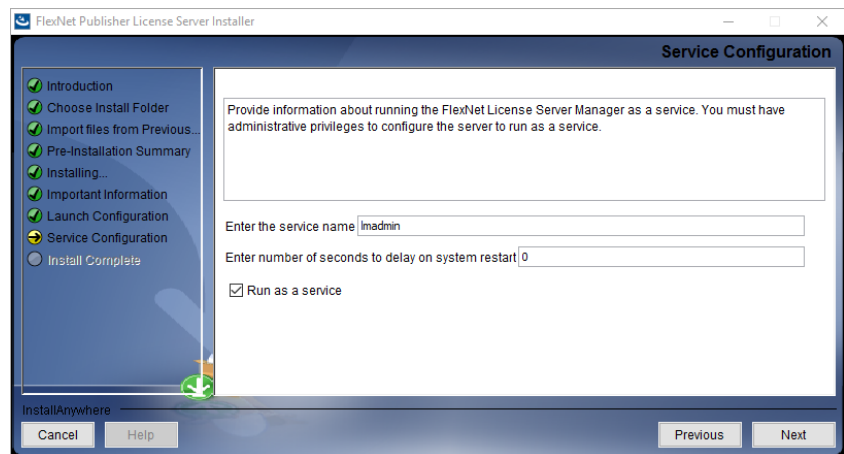 FlexNet Publisher License Server Installer
Service Configuration
Introduction
Choose Install Folder
Import files from Previous...
Pre-Installation Summary
Installing...
Important Information
Launch Configuration
Service Configuration
Install Complete
Provide information about running the FlexNet License Server Manager as a service. You must have
administrative privileges to configure the server to run as a service.
Enter the service name lmadmin
Enter number of seconds to delay on system restart 0
Run as a service
InstallAnywhere
Cancel Help Previous Next